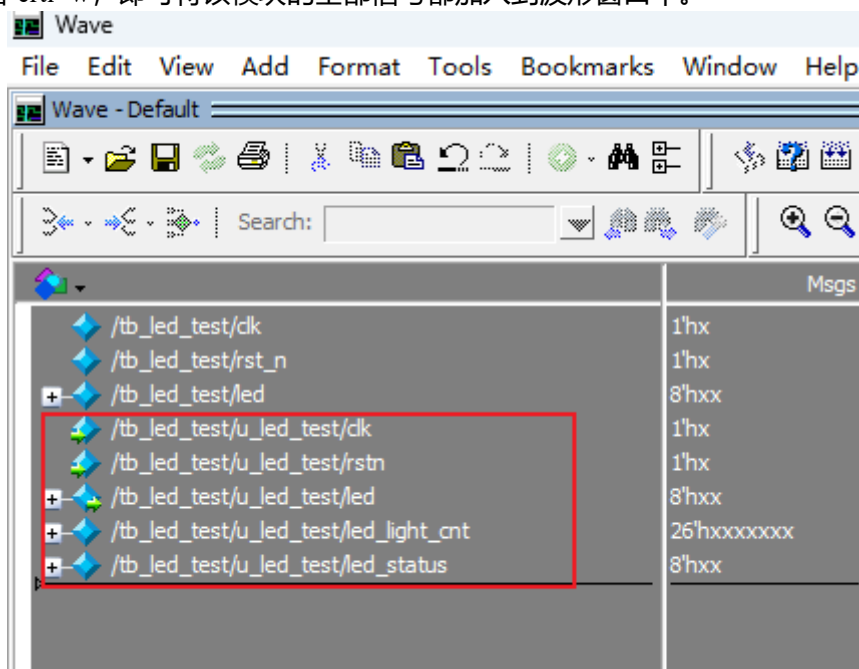 Wave
File Edit View Add Format Tools Bookmarks Window Help
Wave - Default
Search:
Msgs
/tb_led_test/clk 1'hx
/tb_led_test/rst_n 1'hx
/tb_led_test/led 8'hxx
/tb_led_test/u_led_test/clk 1'hx
/tb_led_test/u_led_test/rstn 1'hx
/tb_led_test/u_led_test/led 8'hxx
/tb_led_test/u_led_test/led_light_cnt 26'hxxxxxxx
/tb_led_test/u_led_test/led_status 8'hxx